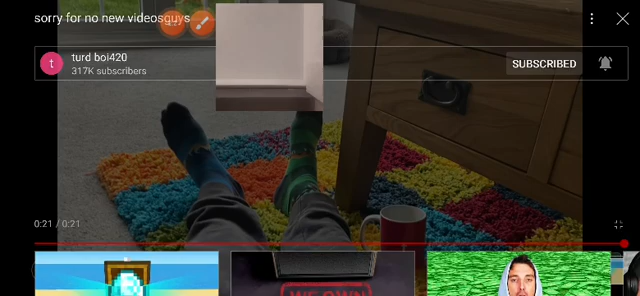 sorry for no new videosguys
t
turd boi420
317K subscribers
SUBSCRIBED
0:21 / 0:21
WE OWN